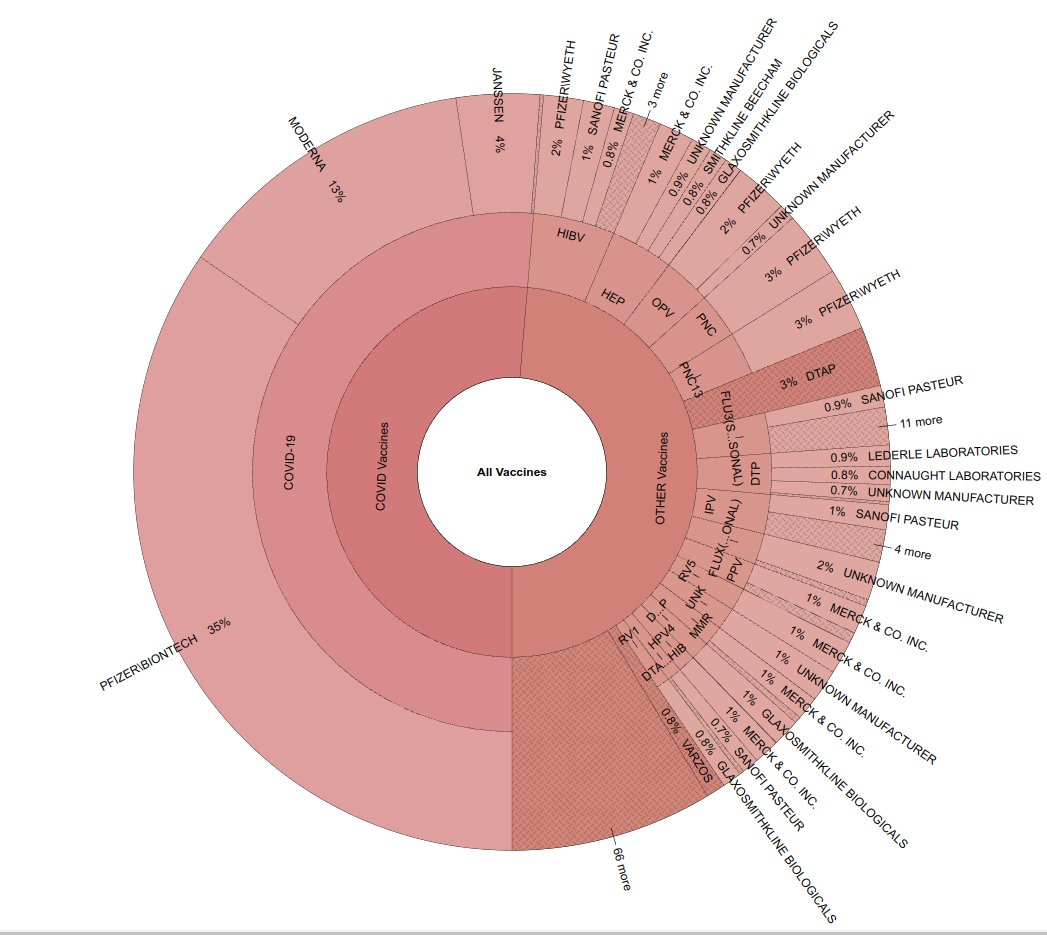 All Vaccines
COVID Vaccines
COVID-19
PFIZER\BIONTECH 35%
MODERNA 13%
JANSSEN 4%
OTHER Vaccines
HIBV
2% PFIZER\WYETH
1% SANOFI PASTEUR
0.8% MERCK & CO. INC.
3 more
HEP
1% MERCK & CO. INC.
0.9% UNKNOWN MANUFACTURER
0.8% SMITHKLINE BEECHAM
0.8% GLAXOSMITHKLINE BIOLOGICALS
OPV
2% PFIZER\WYETH
0.7% UNKNOWN MANUFACTURER
PNC
3% PFIZER\WYETH
PNC13
3% PFIZER\WYETH
3% DTAP
FLU3(S...SONAL)
0.9% SANOFI PASTEUR
11 more
DTP
0.9% LEDERLE LABORATORIES
0.8% CONNAUGHT LABORATORIES
0.7% UNKNOWN MANUFACTURER
IPV
1% SANOFI PASTEUR
4 more
FLUX(...ONAL)
2% UNKNOWN MANUFACTURER
PPV
1% MERCK & CO. INC.
RV5
1% MERCK & CO. INC.
UNK
1% UNKNOWN MANUFACTURER
MMR
1% MERCK & CO. INC.
D...P
1% GLAXOSMITHKLINE BIOLOGICALS
HPV4
1% MERCK & CO. INC.
DTA...HIB
0.7% SANOFI PASTEUR
RV1
0.8% GLAXOSMITHKLINE BIOLOGICALS
0.8% VARZOS
66 more